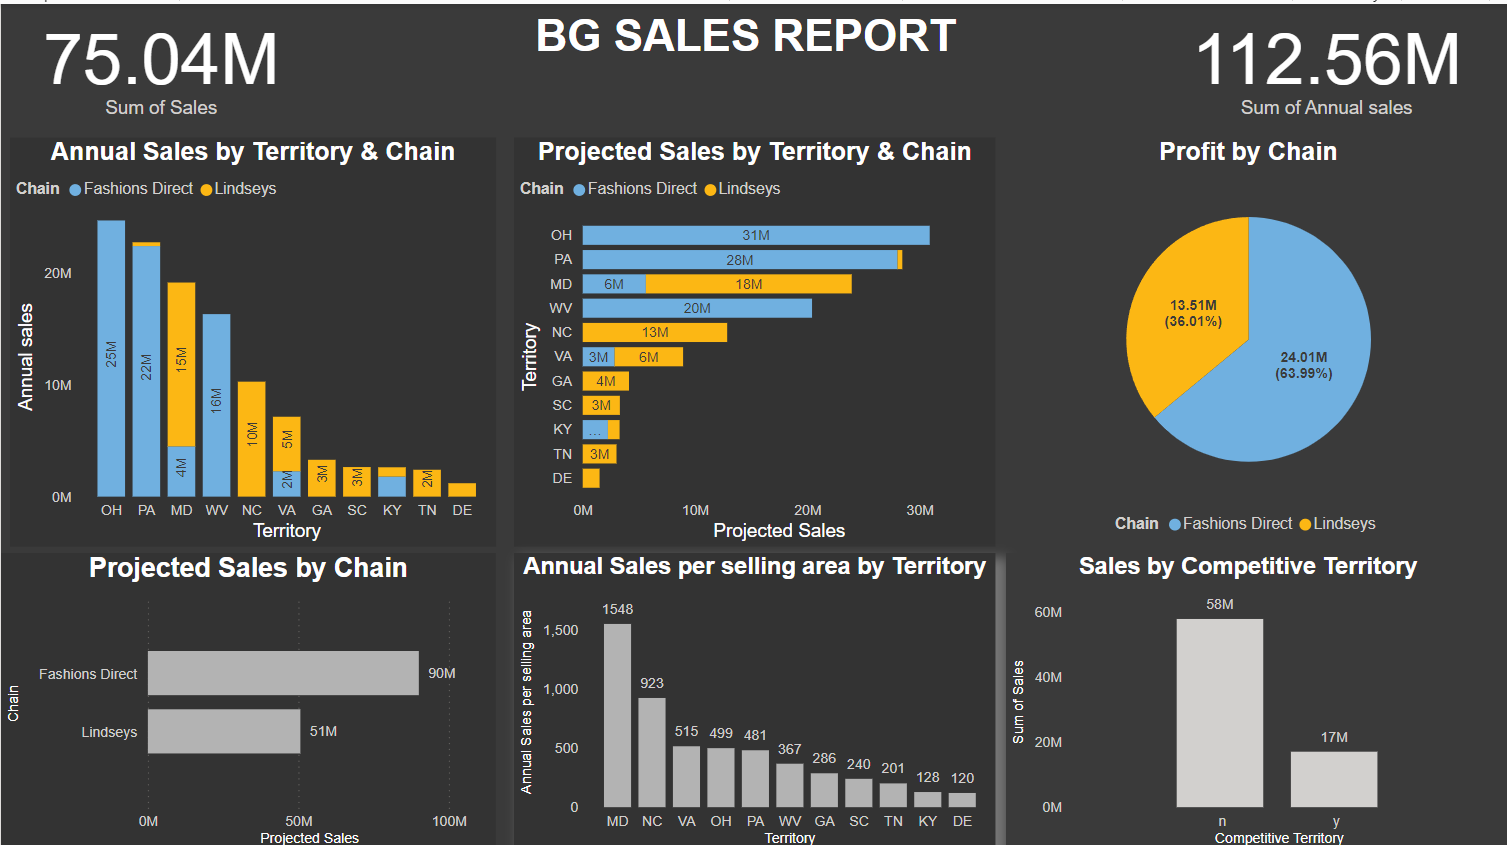 BG SALES REPORT
75.04M
Sum of Sales
112.56M
Sum of Annual sales
Annual Sales by Territory & Chain
Chain Fashions Direct Lindseys
Annual sales
20M
10M
0M
25M
22M
15M
4M
16M
10M
5M
2M
3M
3M
2M
OH PA MD WV NC VA GA SC KY TN DE
Territory
Projected Sales by Territory & Chain
Chain Fashions Direct Lindseys
Territory
OH 31M
PA 28M
MD 6M 18M
WV 20M
NC 13M
VA 3M 6M
GA 4M
SC 3M
KY ...
TN 3M
DE
0M 10M 20M 30M
Projected Sales
Profit by Chain
13.51M
(36.01%)
24.01M
(63.99%)
Chain Fashions Direct Lindseys
Projected Sales by Chain
Chain
Fashions Direct 90M
Lindseys 51M
0M 50M 100M
Projected Sales
Annual Sales per selling area by Territory
Annual Sales per selling area
1,500
1,000
500
0
1548 923 515 499 481 367 286 240 201 128 120
MD NC VA OH PA WV GA SC TN KY DE
Territory
Sales by Competitive Territory
Sum of Sales
60M
40M
20M
0M
58M 17M
n y
Competitive Territory